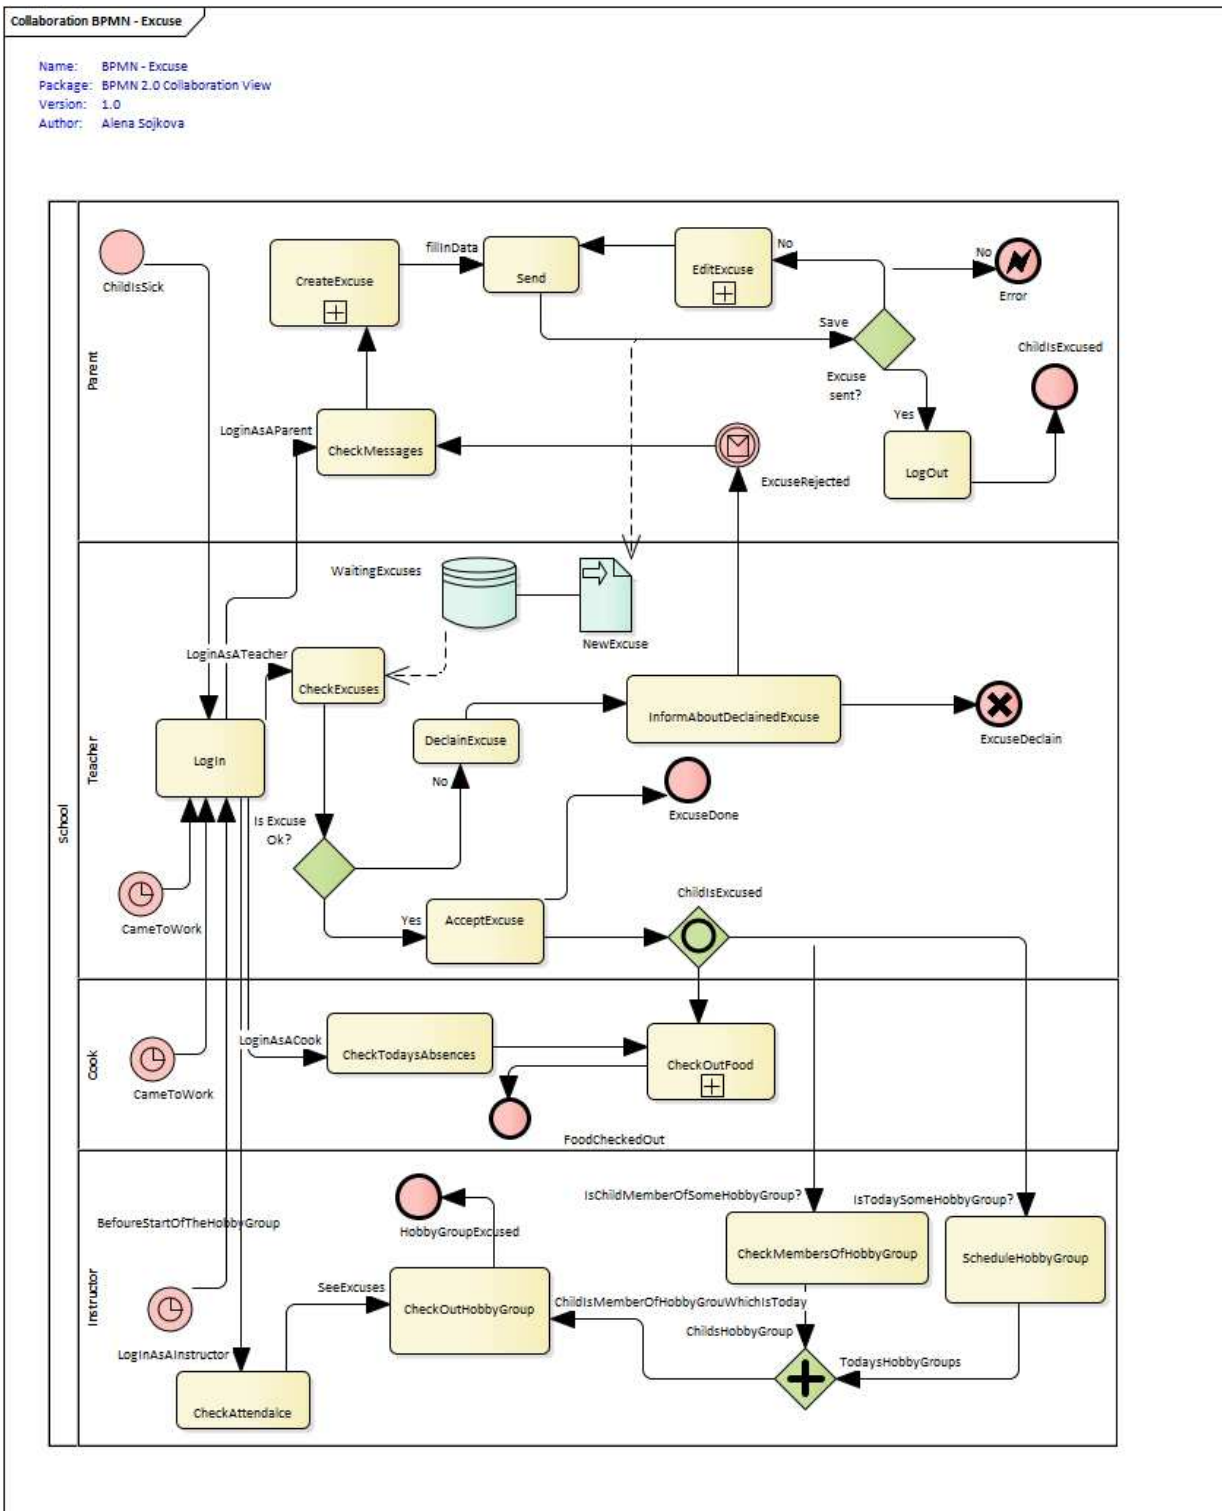 Collaboration BPMN - Excuse
Name: BPMN - Excuse
Package: BPMN 2.0 Collaboration View
Version: 1.0
Author: Alena Sojkova
School
Parent
ChildIsSick
CreateExcuse
fillInData
Send
EditExcuse
No
No
Error
Save
Excuse
sent?
ChildIsExcused
Yes
LogOut
LoginAsAParent
CheckMessages
ExcuseRejected
Teacher
WaitingExcuses
NewExcuse
LoginAsATeacher
CheckExcuses
LogIn
DeclainExcuse
InformAboutDeclainedExcuse
ExcuseDeclain
No
ExcuseDone
Is Excuse
Ok?
CameToWork
Yes
AcceptExcuse
ChildIsExcused
Cook
LoginAsACook
CheckTodaysAbsences
CheckOutFood
CameToWork
FoodCheckedOut
Instructor
BefoureStartOfTheHobbyGroup
HobbyGroupExcused
IsChildMemberOfSomeHobbyGroup?
IsTodaySomeHobbyGroup?
CheckMembersOfHobbyGroup
ScheduleHobbyGroup
SeeExcuses
CheckOutHobbyGroup
ChildIsMemberOfHobbyGrouWhichIsToday
ChildsHobbyGroup
TodaysHobbyGroups
LogInAsAInstructor
CheckAttendaice